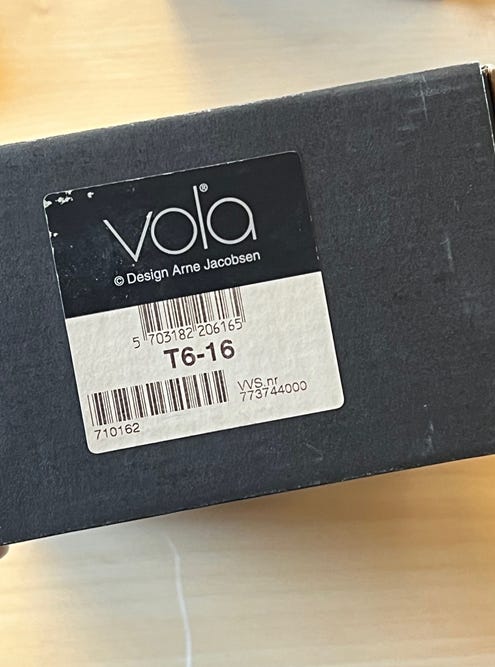 vola®
© Design Arne Jacobsen
5 703182 206165
T6-16
VVS.nr
773744000
710162